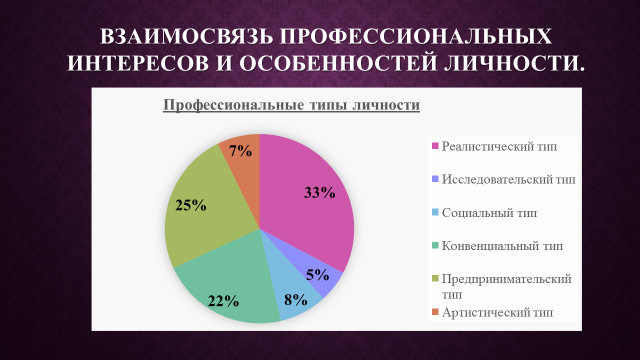 ВЗАИМОСВЯЗЬ ПРОФЕССИОНАЛЬНЫХ
ИНТЕРЕСОВ И ОСОБЕННОСТЕЙ ЛИЧНОСТИ.
Профессиональные типы личности
7%
33%
25%
5%
22%
8%
Реалистический тип
Исследовательский тип
Социальный тип
Конвенциальный тип
Предпринимательский
тип
Артистический тип